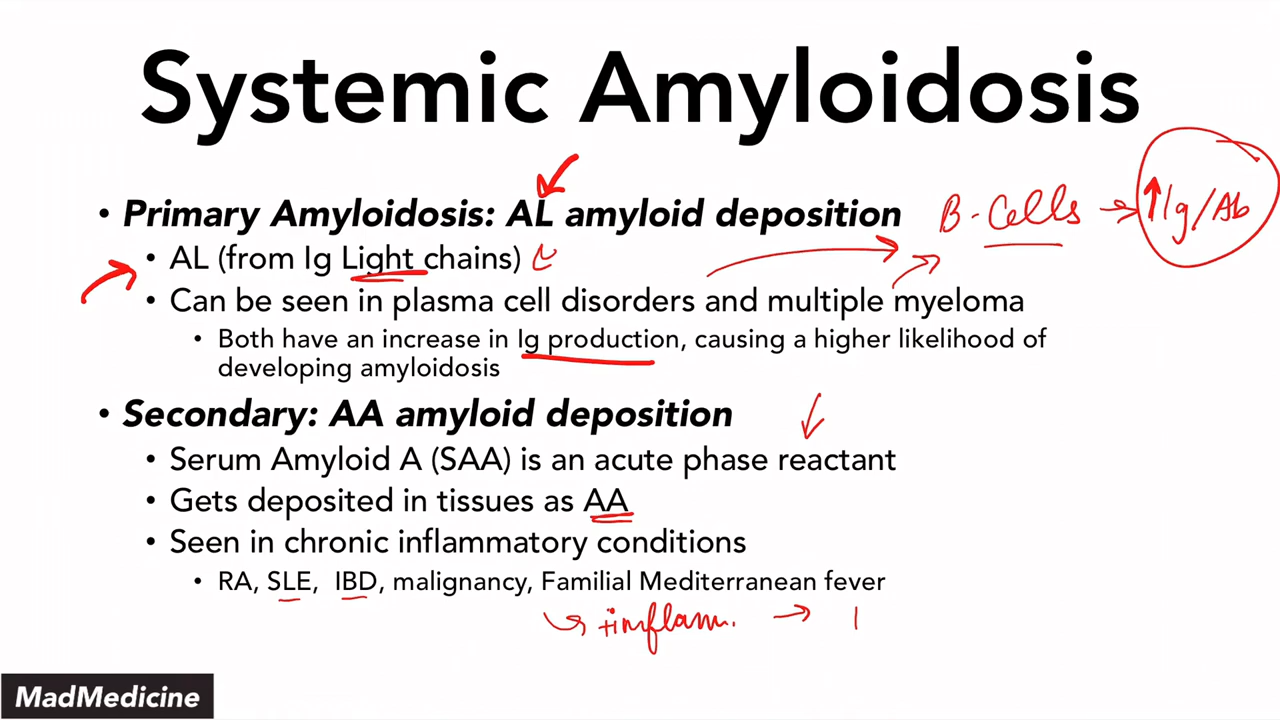 Systemic Amyloidosis
• Primary Amyloidosis: AL amyloid deposition
B-Cells → ↑Ig/Ab
• AL (from Ig Light chains)
• Can be seen in plasma cell disorders and multiple myeloma
• Both have an increase in Ig production, causing a higher likelihood of
developing amyloidosis
• Secondary: AA amyloid deposition
• Serum Amyloid A (SAA) is an acute phase reactant
• Gets deposited in tissues as AA
• Seen in chronic inflammatory conditions
• RA, SLE, IBD, malignancy, Familial Mediterranean fever
inflam. →
MadMedicine